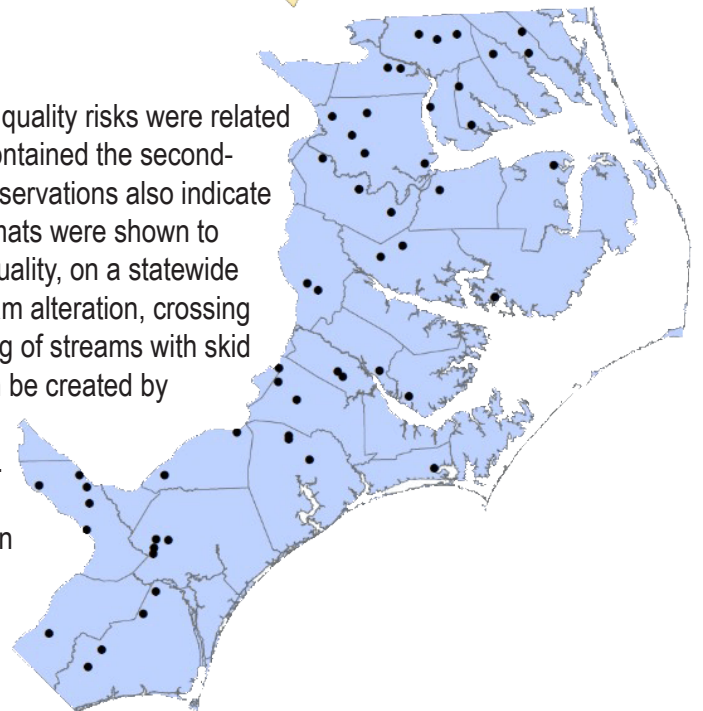 quality risks were related
ontained the second-
servations also indicate
nats were shown to
uality, on a statewide
m alteration, crossing
g of streams with skid
be created by
n